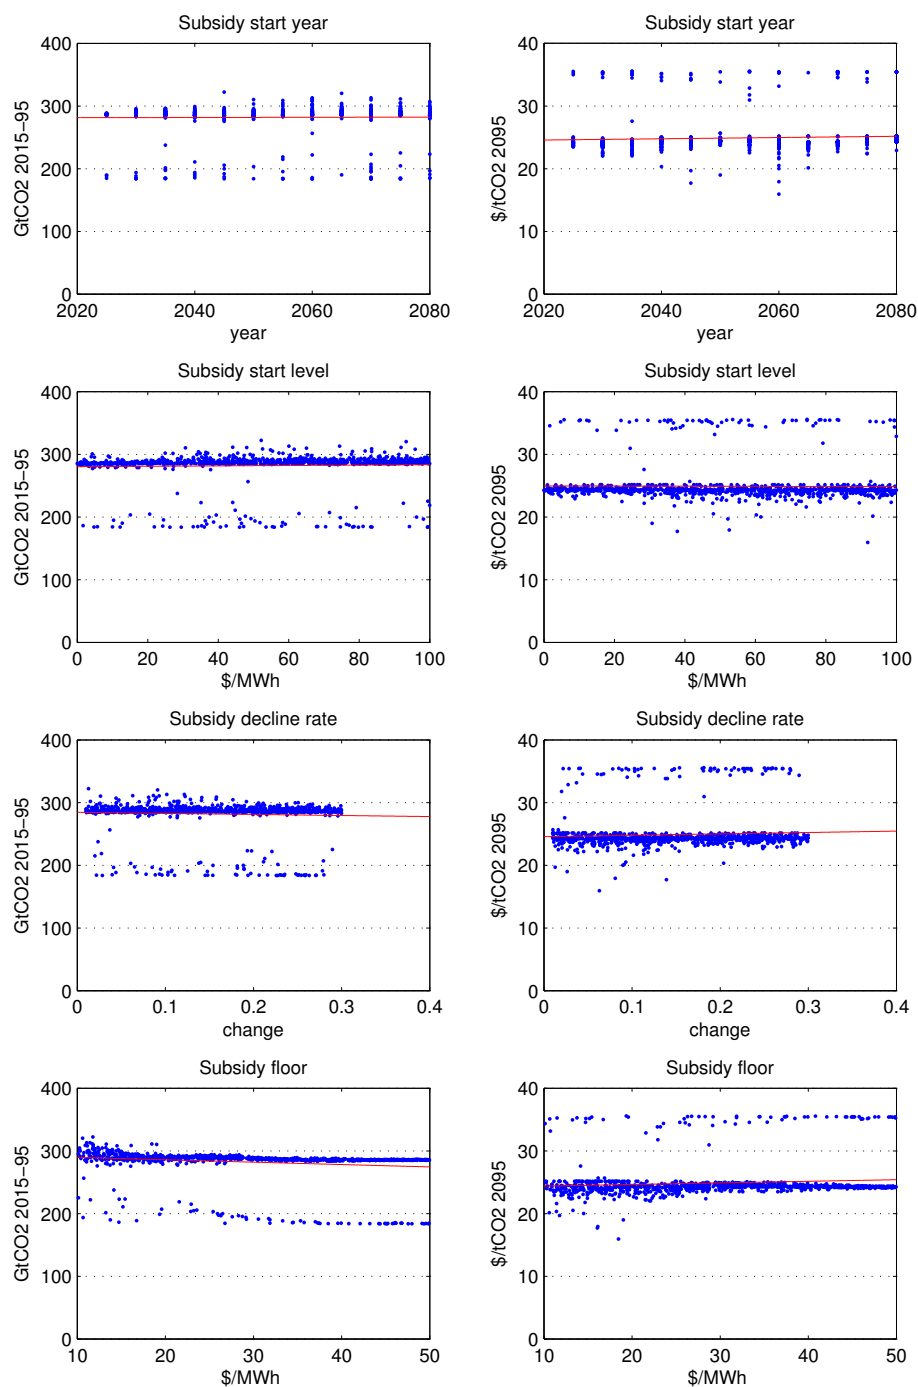 Subsidy start year
GtCO2 2015−95
400
300
200
100
0
2020 2040 2060 2080
year
Subsidy start year
$/tCO2 2095
40
30
20
10
0
2020 2040 2060 2080
year
Subsidy start level
GtCO2 2015−95
400
300
200
100
0
0 20 40 60 80 100
$/MWh
Subsidy start level
$/tCO2 2095
40
30
20
10
0
0 20 40 60 80 100
$/MWh
Subsidy decline rate
GtCO2 2015−95
400
300
200
100
0
0 0.1 0.2 0.3 0.4
change
Subsidy decline rate
$/tCO2 2095
40
30
20
10
0
0 0.1 0.2 0.3 0.4
change
Subsidy floor
GtCO2 2015−95
400
300
200
100
0
10 20 30 40 50
$/MWh
Subsidy floor
$/tCO2 2095
40
30
20
10
0
10 20 30 40 50
$/MWh